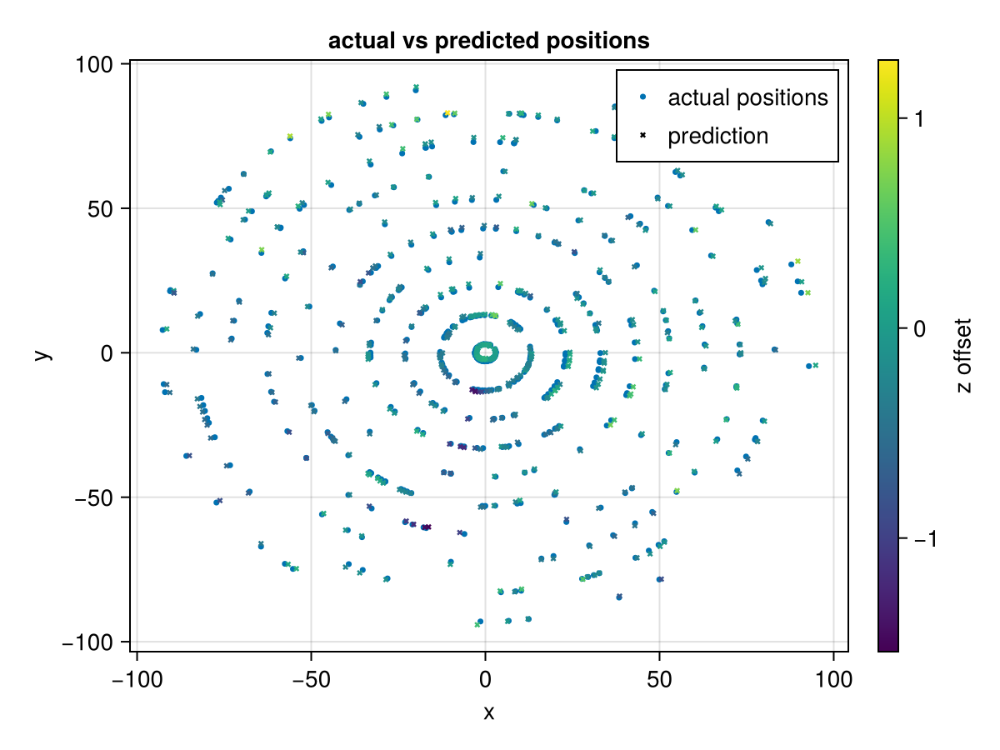 actual vs predicted positions
actual positions
prediction
100
50
0
−50
−100
y
−100
−50
0
50
100
x
1
0
−1
z offset